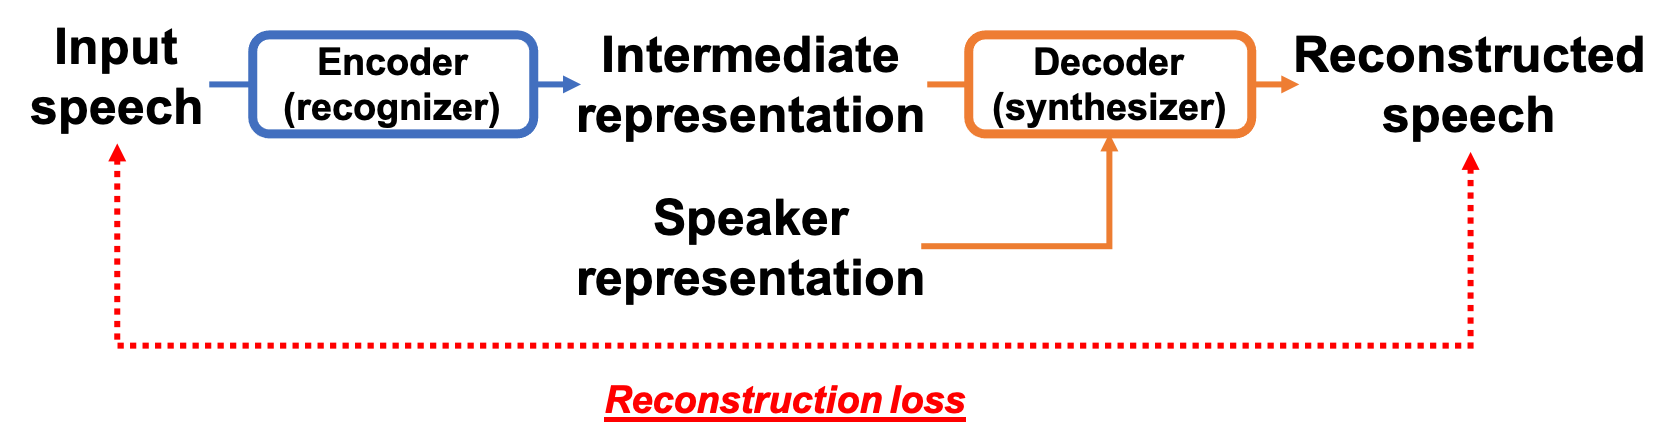 Input
speech
Encoder
(recognizer)
Intermediate
representation
Decoder
(synthesizer)
Reconstructed
speech
Speaker
representation
Reconstruction loss